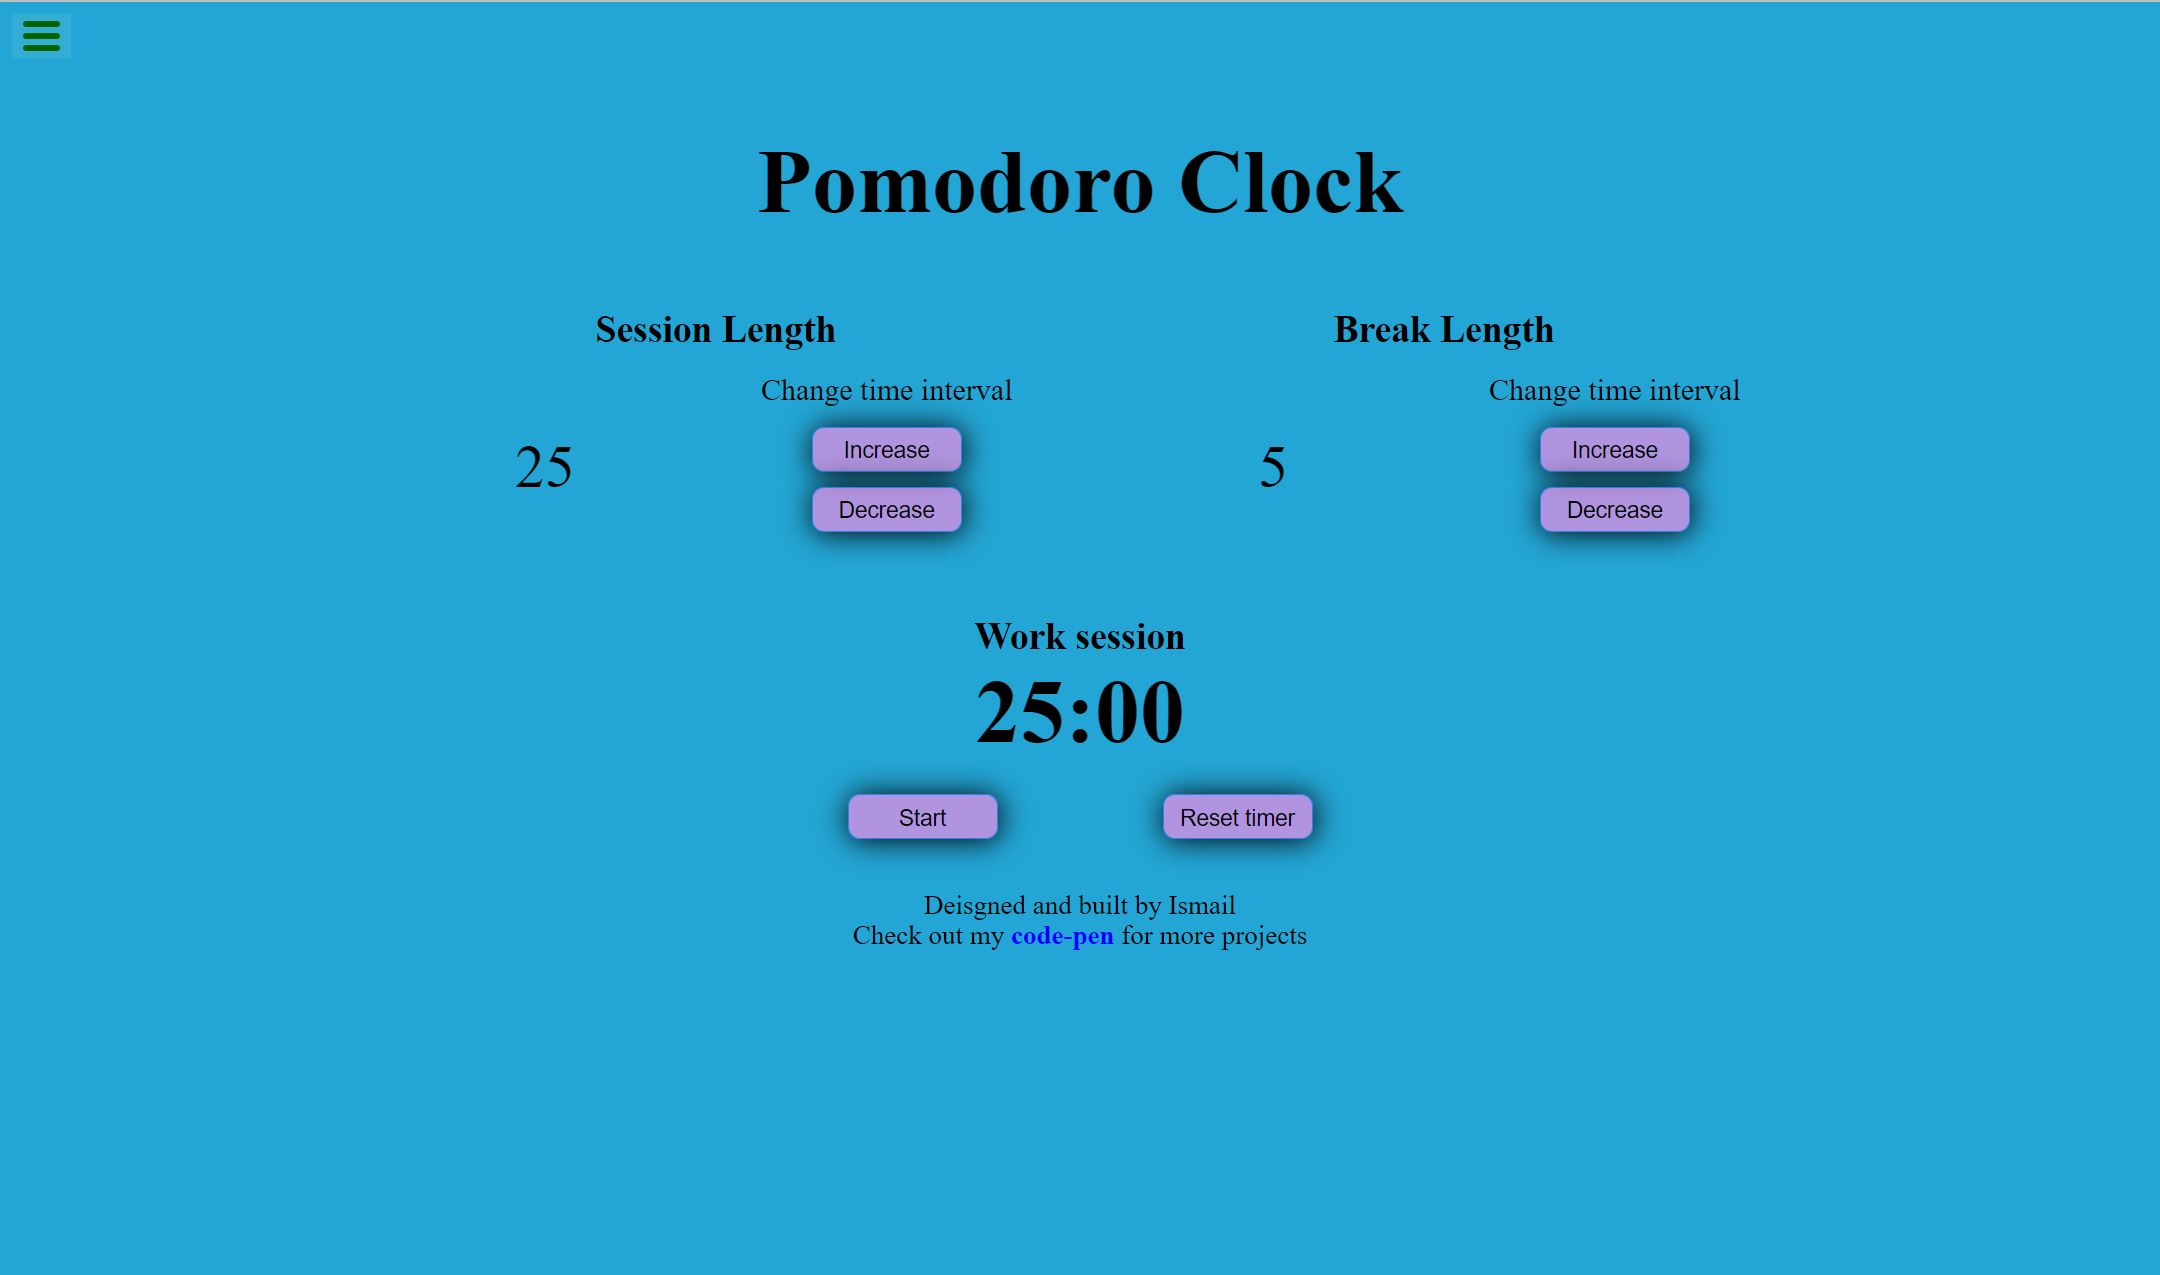 Pomodoro Clock
Session Length
Break Length
Change time interval
Change time interval
25
Increase
Decrease
5
Increase
Decrease
Work session
25:00
Start
Reset timer
Deisgned and built by Ismail
Check out my code-pen for more projects